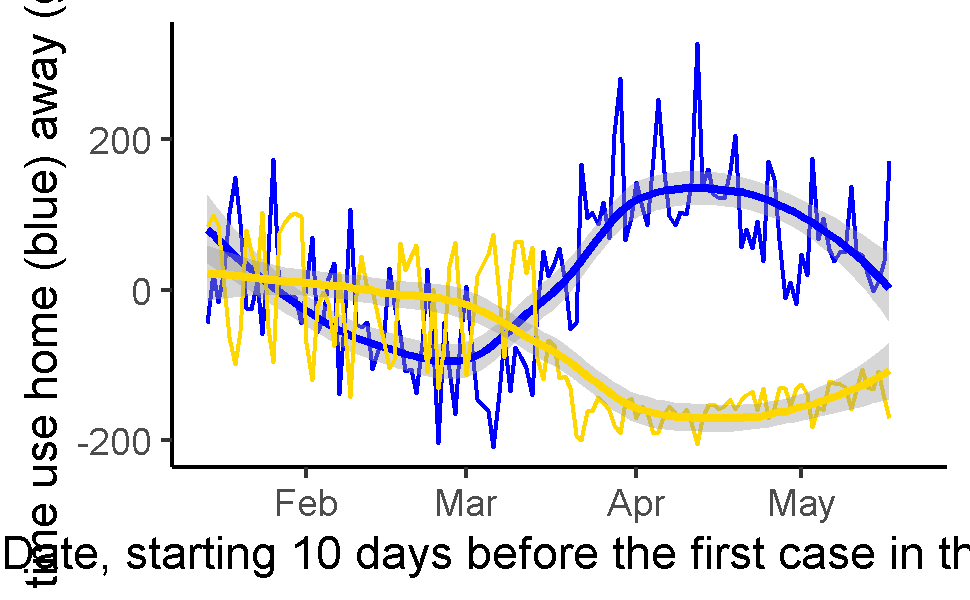 time use home (blue) away (
200
0
-200
Feb Mar Apr May
Date, starting 10 days before the first case in th